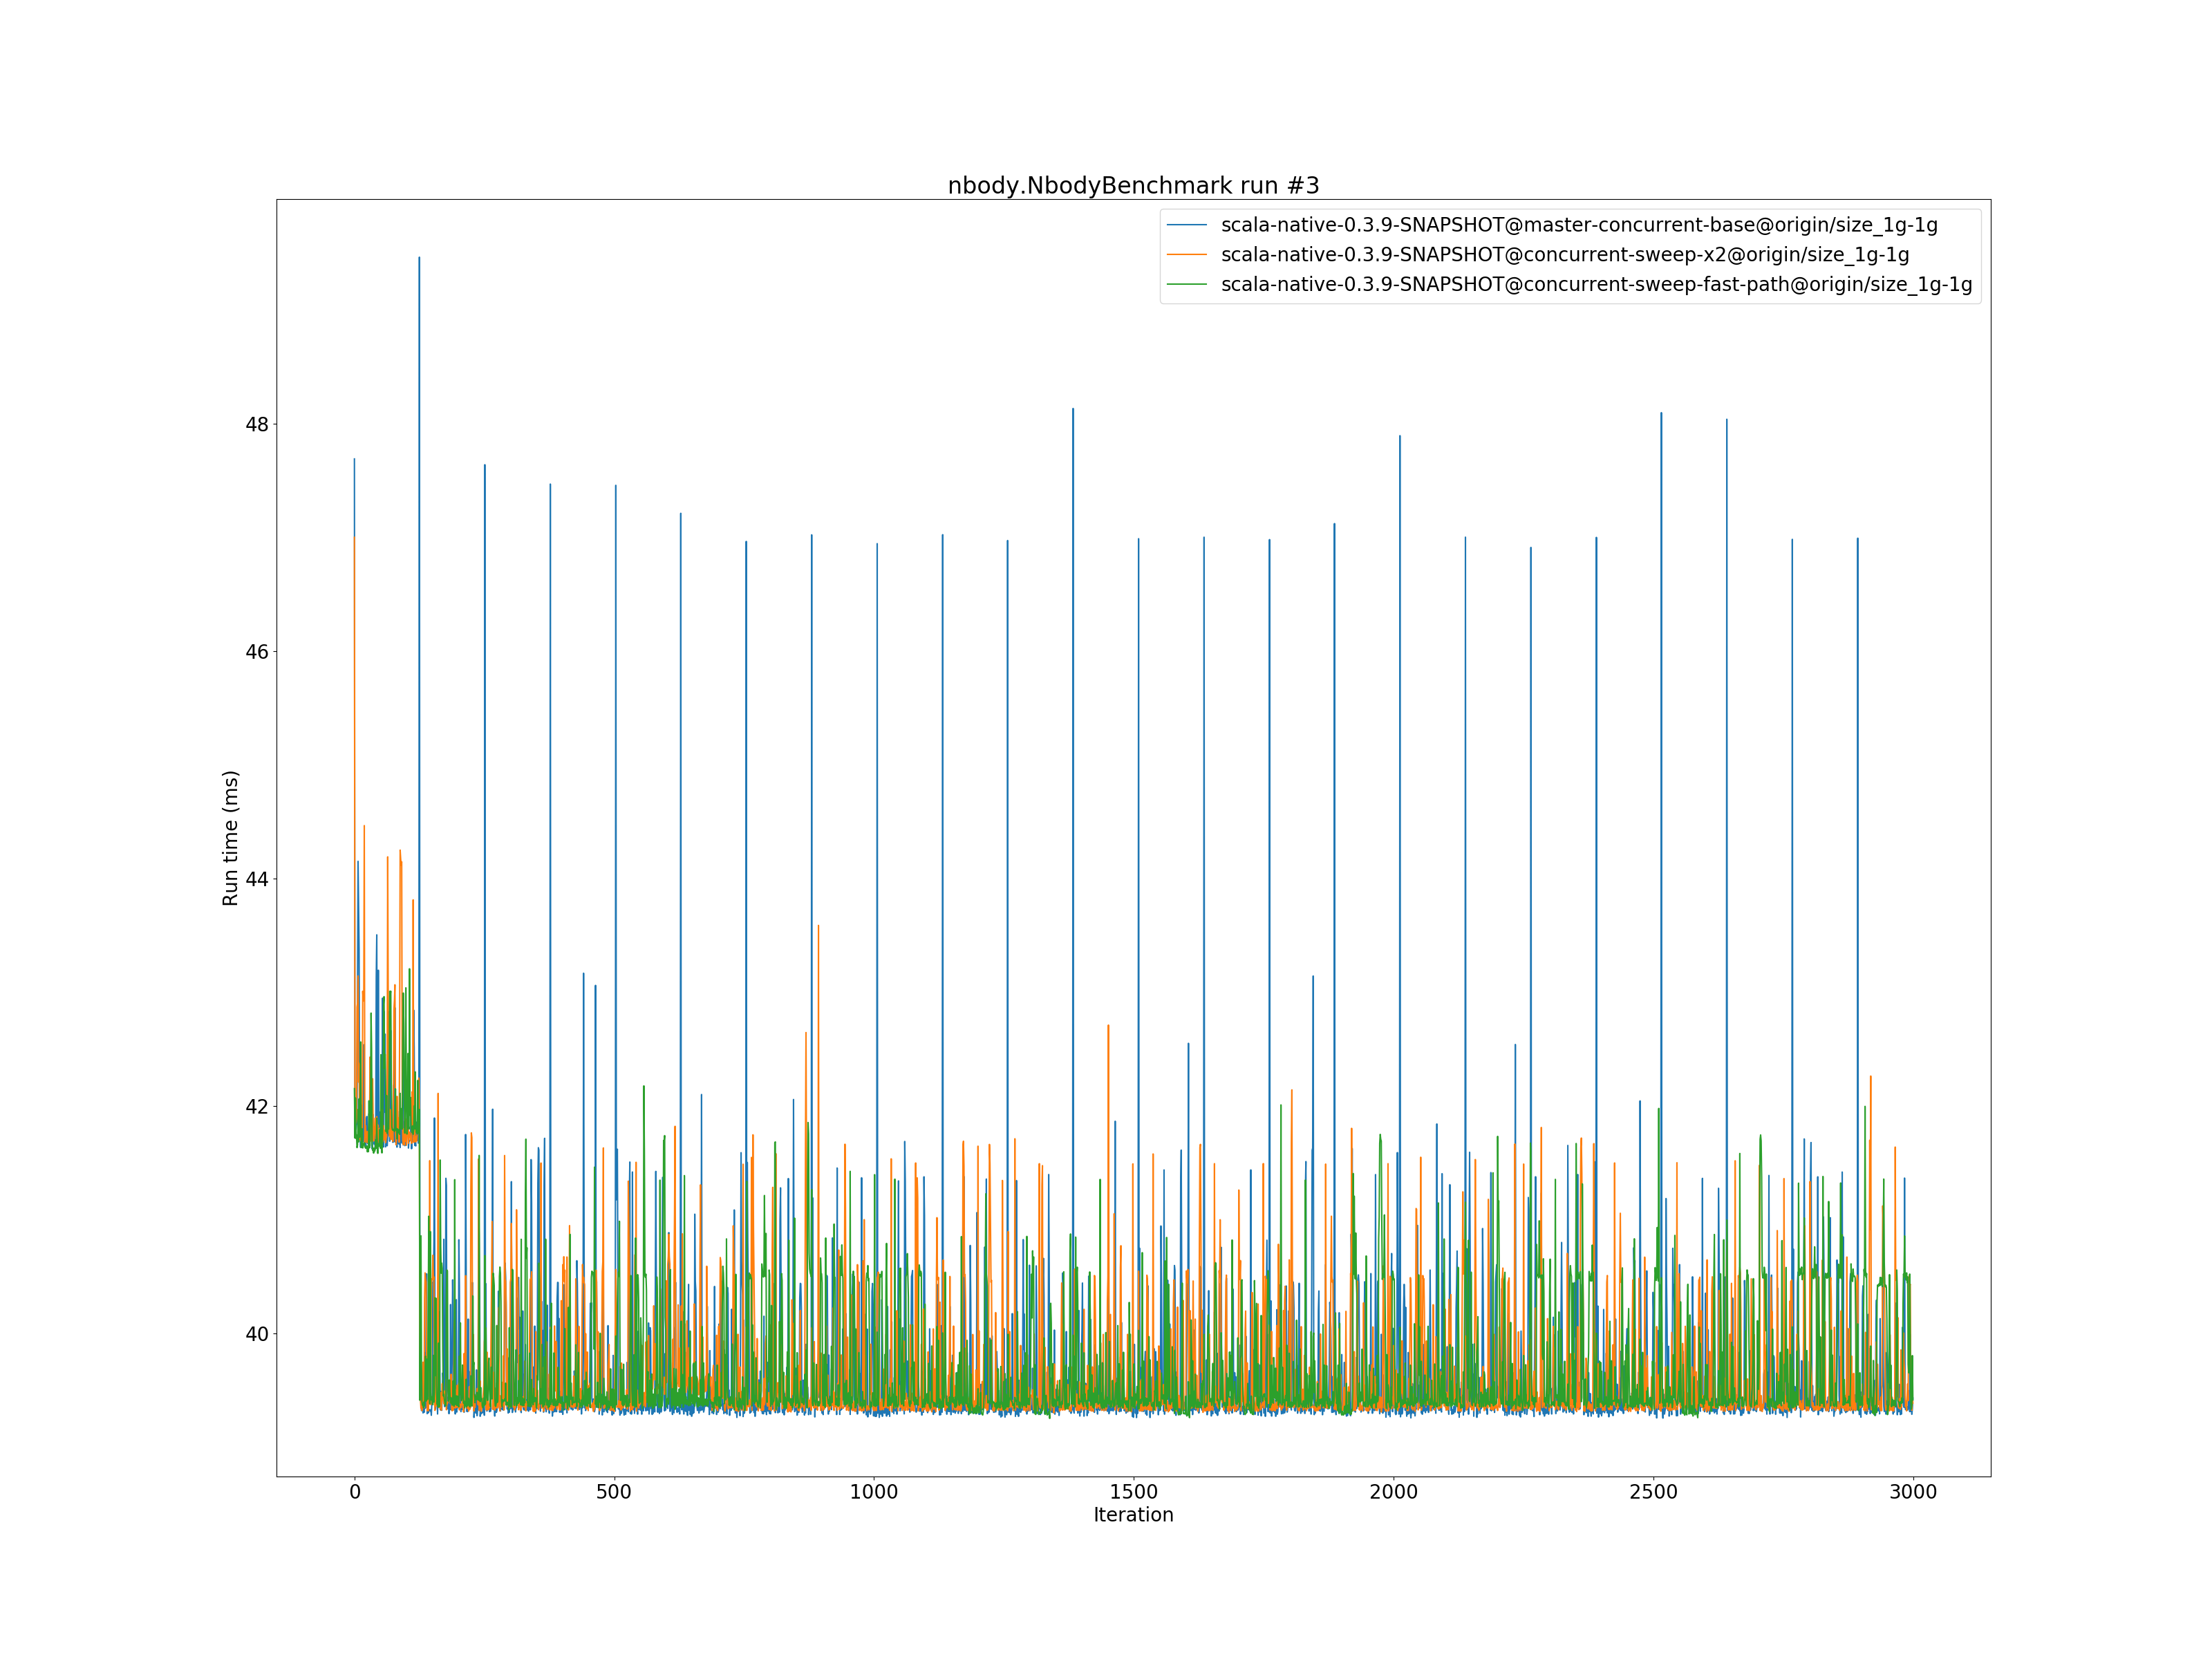 nbody.NbodyBenchmark run #3
scala-native-0.3.9-SNAPSHOT@master-concurrent-base@origin/size_1g-1g
scala-native-0.3.9-SNAPSHOT@concurrent-sweep-x2@origin/size_1g-1g
scala-native-0.3.9-SNAPSHOT@concurrent-sweep-fast-path@origin/size_1g-1g
48
46
44
42
40
Run time (ms)
0 500 1000 1500 2000 2500 3000
Iteration